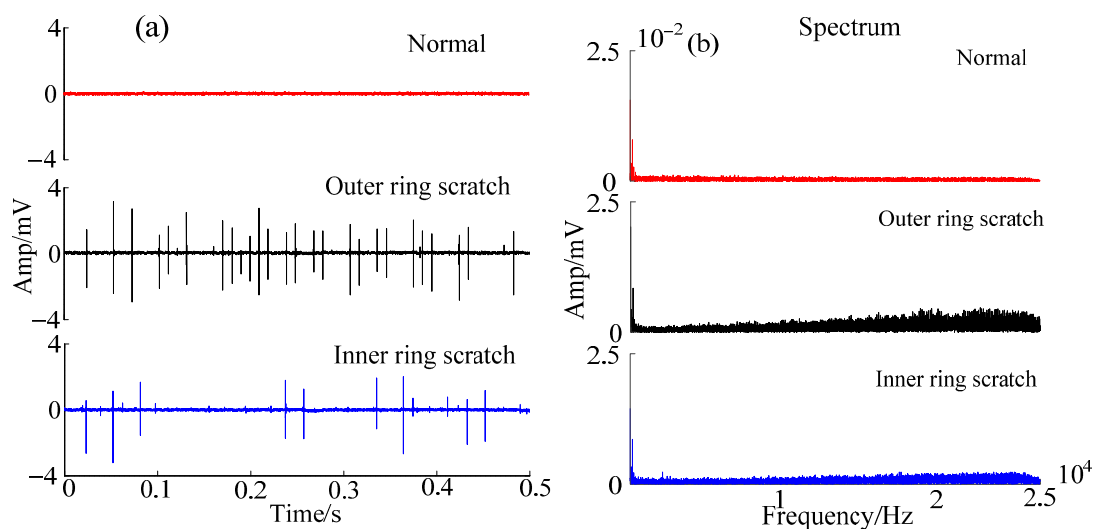 (a)
Normal
4
0
−4
Outer ring scratch
4
0
−4
Amp/mV
Inner ring scratch
4
0
−4
0 0.1 0.2 0.3 0.4 0.5
Time/s
10−2 (b) Spectrum
Normal
2.5
0
Outer ring scratch
2.5
0
Amp/mV
Inner ring scratch
2.5
0
1 2 2.5 10⁴
Frequency/Hz